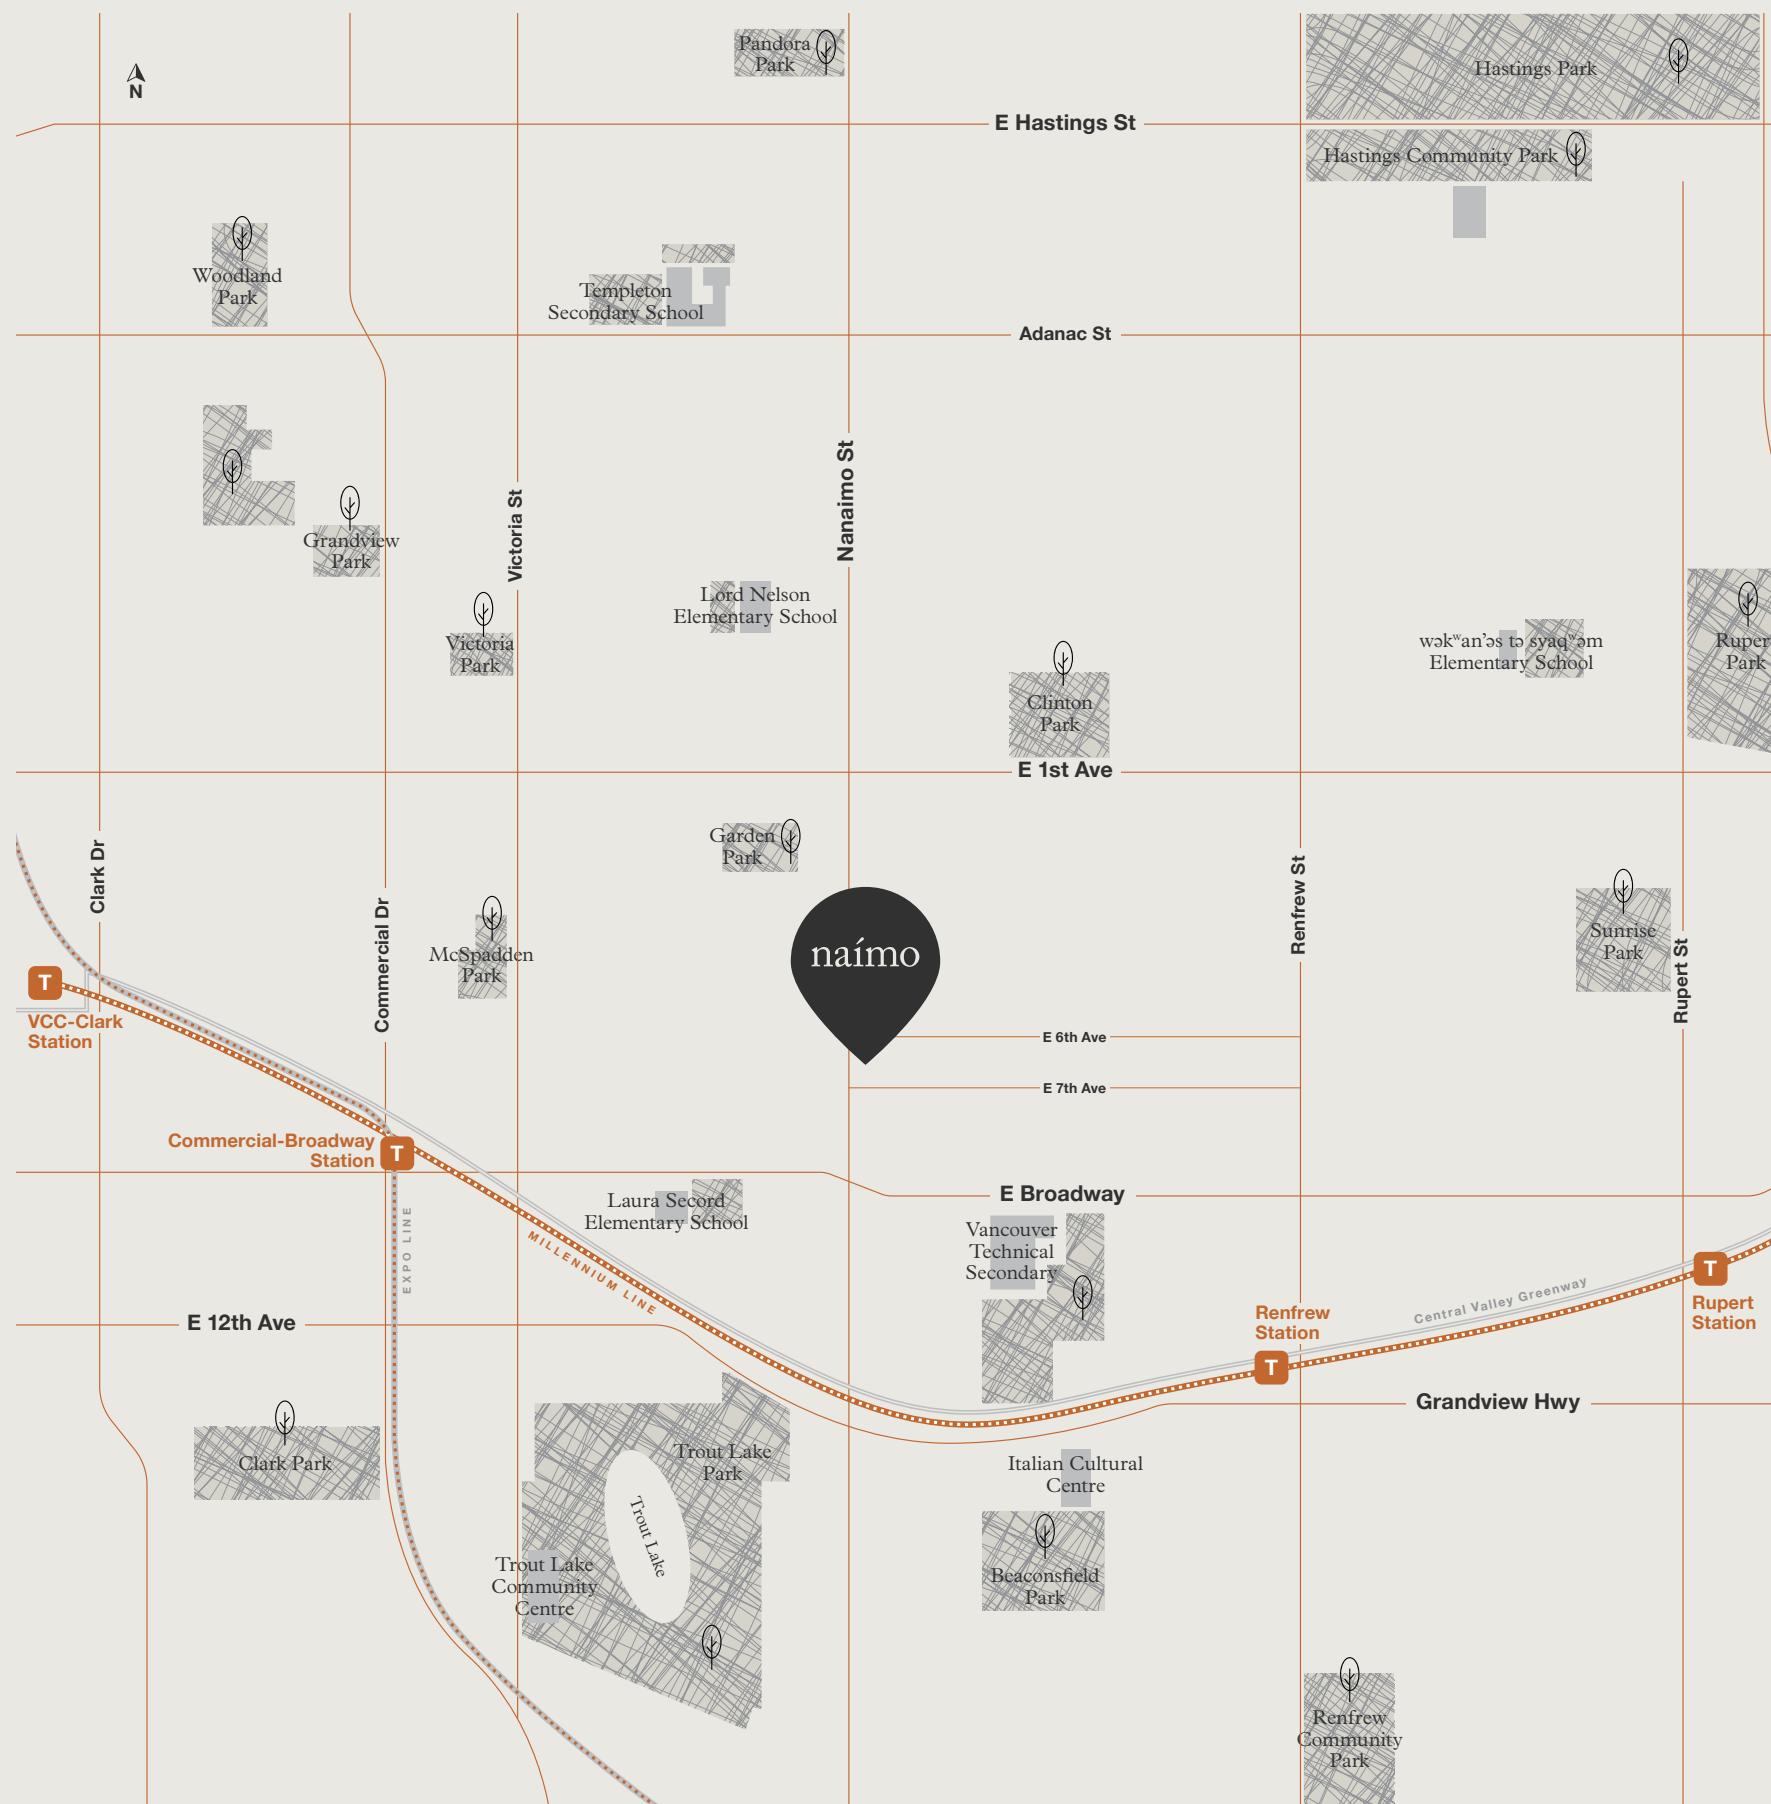 Pandora
Park
Hastings Park
N
E Hastings St
Hastings Community Park
Woodland
Park
Templeton
Secondary School
Adanac St
Nanaimo St
Victoria St
Grandview
Park
Lord Nelson
Elementary School
Victoria
Park
wəkʷan̓əs tə syaqʷəm
Elementary School
Ruper
Park
Clinton
Park
E 1st Ave
Garden
Park
Clark Dr
Commercial Dr
Renfrew St
Rupert St
McSpadden
Park
naímo
Sunrise
Park
T
VCC-Clark
Station
E 6th Ave
E 7th Ave
Commercial-Broadway
Station
T
E Broadway
Laura Secord
Elementary School
EXPO LINE
MILLENNIUM LINE
Vancouver
Technical
Secondary
Central Valley Greenway
T
Rupert
Station
Renfrew
Station
T
E 12th Ave
Grandview Hwy
Clark Park
Trout Lake
Park
Trout Lake
Italian Cultural
Centre
Trout Lake
Community
Centre
Beaconsfield
Park
Renfrew
Community
Park